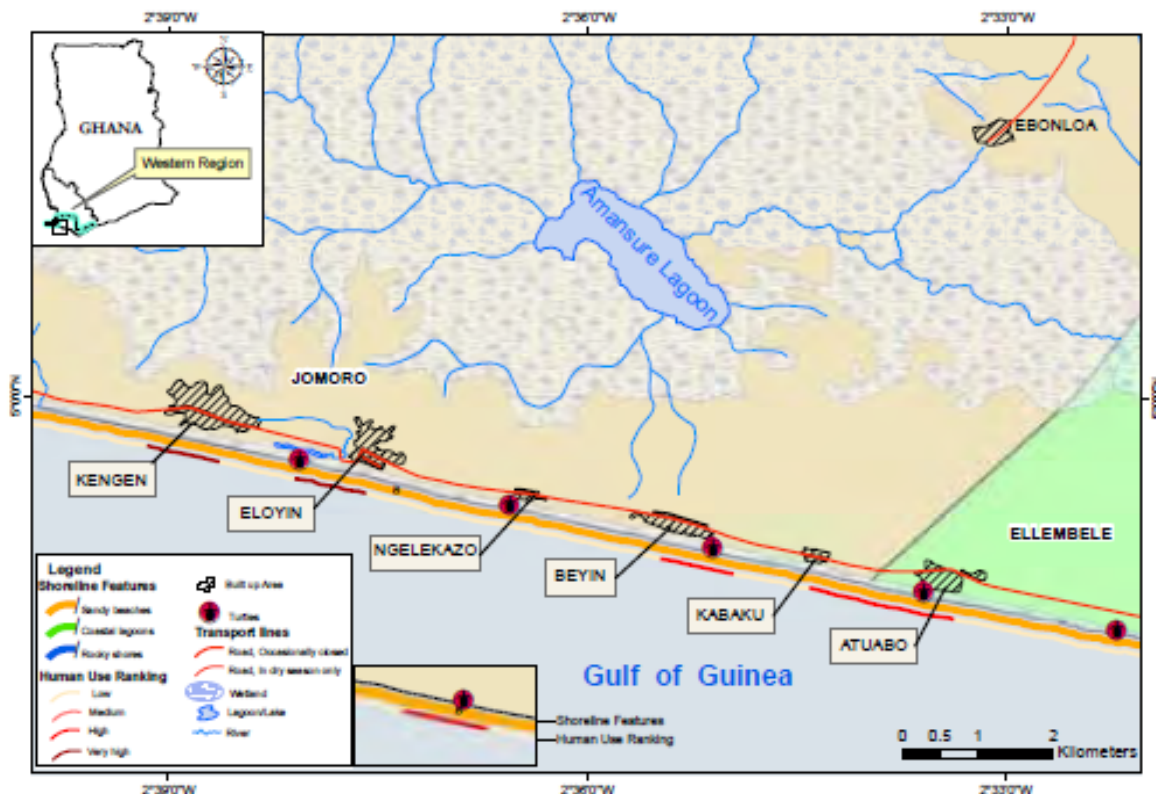 2°39'0"W
2°36'0"W
2°33'0"W
GHANA
Western Region
EBONLOA
Amansure Lagoon
JOMORO
5°0'0"N
KENGEN
ELOYIN
NGELEKAZO
BEYIN
KABAKU
ATUABO
ELLEMBELE
Gulf of Guinea
Legend
Shoreline Features
Sandy beaches
Coastal lagoons
Rocky shores
Human Use Ranking
Low
Medium
High
Very high
Built up Area
Turtles
Transport lines
Road, Occasionally closed
Road, In dry season only
Wetland
Lagoon/Lake
River
Shoreline Features
Human Use Ranking
0 0.5 1 2
Kilometers
2°39'0"W
2°36'0"W
2°33'0"W